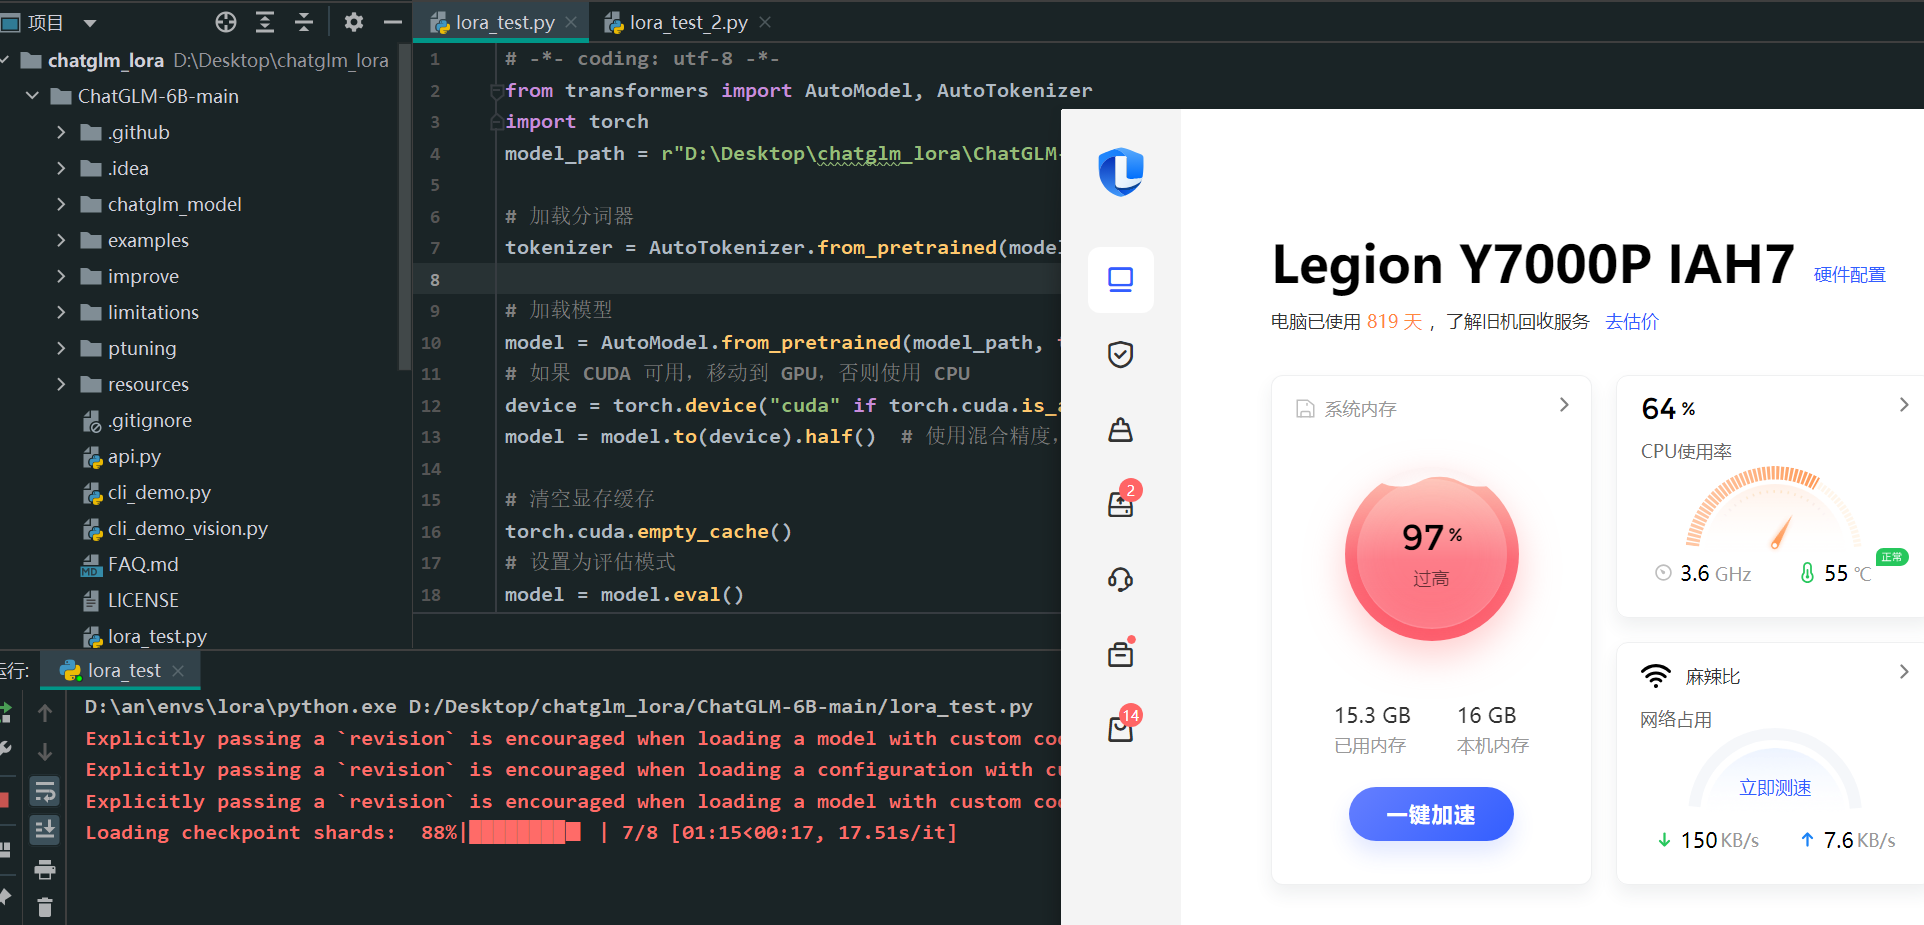 项目
lora_test.py
lora_test_2.py
chatglm_lora D:\Desktop\chatglm_lora
ChatGLM-6B-main
.github
.idea
chatglm_model
examples
improve
limitations
ptuning
resources
.gitignore
api.py
cli_demo.py
cli_demo_vision.py
FAQ.md
LICENSE
lora_test.py
1 # -*- coding: utf-8 -*-
2 from transformers import AutoModel, AutoTokenizer
3 import torch
4 model_path = r"D:\Desktop\chatglm_lora\ChatGLM-
5
6 # 加载分词器
7 tokenizer = AutoTokenizer.from_pretrained(model
8
9 # 加载模型
10 model = AutoModel.from_pretrained(model_path,
11 # 如果 CUDA 可用，移动到 GPU，否则使用 CPU
12 device = torch.device("cuda" if torch.cuda.is_a
13 model = model.to(device).half() # 使用混合精度，
14
15 # 清空显存缓存
16 torch.cuda.empty_cache()
17 # 设置为评估模式
18 model = model.eval()
运行:
lora_test
D:\an\envs\lora\python.exe D:/Desktop/chatglm_lora/ChatGLM-6B-main/lora_test.py
Explicitly passing a `revision` is encouraged when loading a model with custom co
Explicitly passing a `revision` is encouraged when loading a configuration with cu
Explicitly passing a `revision` is encouraged when loading a model with custom co
Loading checkpoint shards: 88%| | 7/8 [01:15<00:17, 17.51s/it]
2
14
Legion Y7000P IAH7 硬件配置
电脑已使用 819 天 ，了解旧机回收服务 去估价
系统内存
97 %
过高
15.3 GB
已用内存
16 GB
本机内存
一键加速
64 %
CPU使用率
3.6 GHz
55 ℃
正常
麻辣比
网络占用
立即测速
150 KB/s
7.6 KB/s